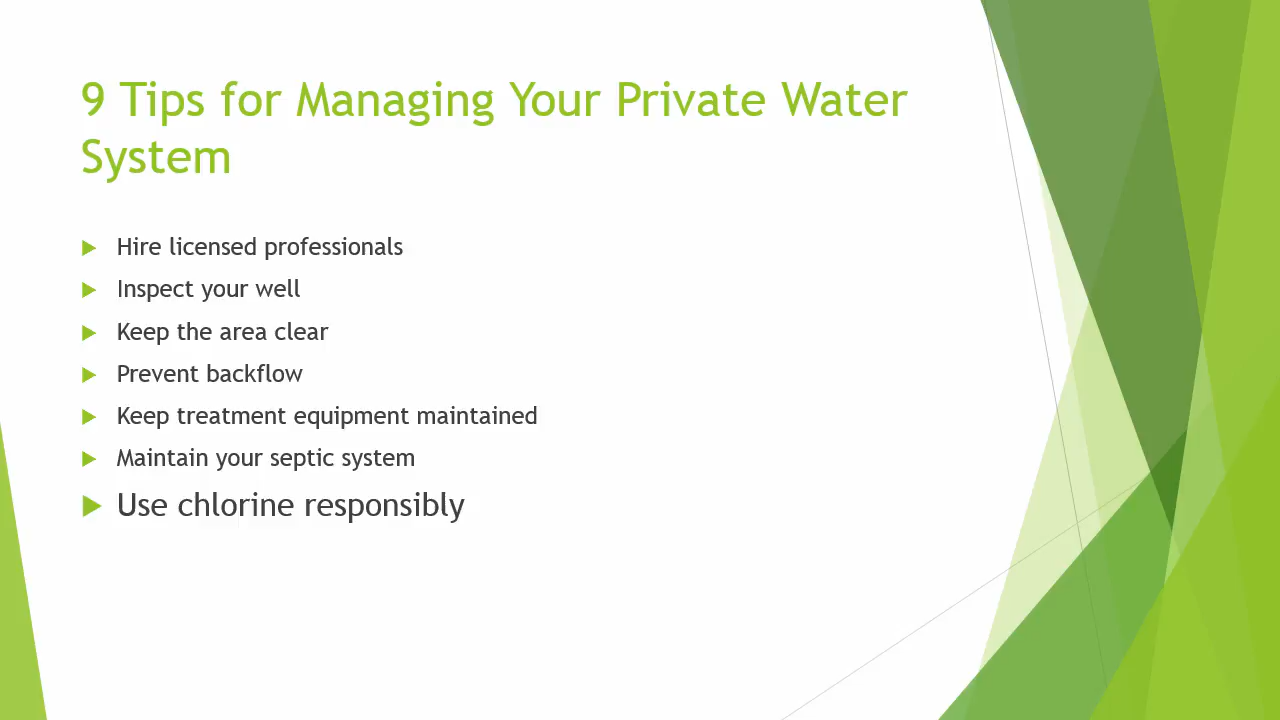 9 Tips for Managing Your Private Water
System
Hire licensed professionals
Inspect your well
Keep the area clear
Prevent backflow
Keep treatment equipment maintained
Maintain your septic system
Use chlorine responsibly